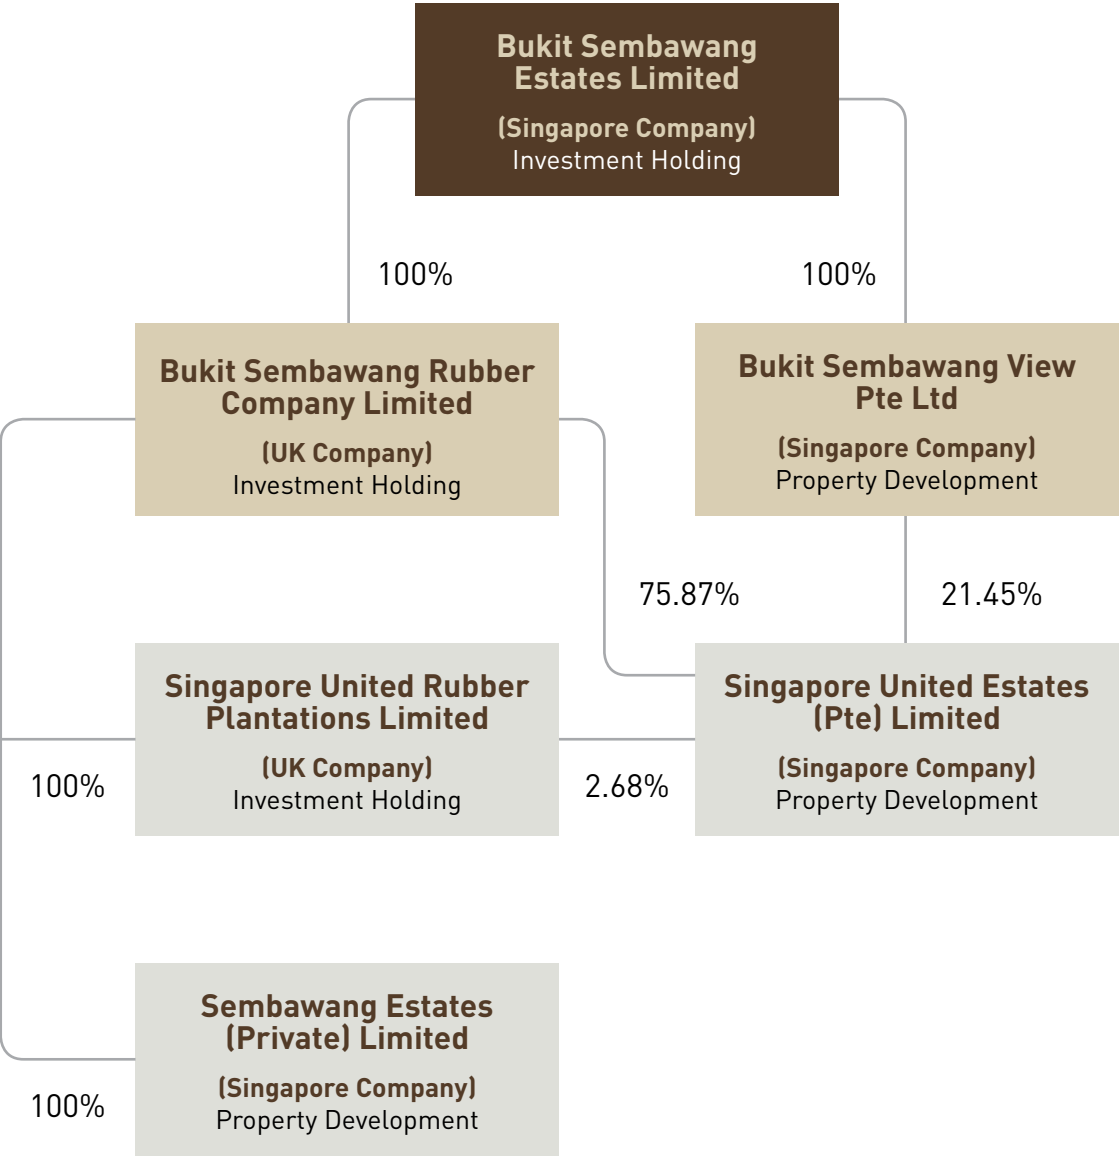 Bukit Sembawang
Estates Limited
(Singapore Company)
Investment Holding
100%
100%
Bukit Sembawang Rubber
Company Limited
(UK Company)
Investment Holding
Bukit Sembawang View
Pte Ltd
(Singapore Company)
Property Development
75.87%
21.45%
Singapore United Rubber
Plantations Limited
(UK Company)
Investment Holding
100%
2.68%
Singapore United Estates
(Pte) Limited
(Singapore Company)
Property Development
Sembawang Estates
(Private) Limited
(Singapore Company)
Property Development
100%